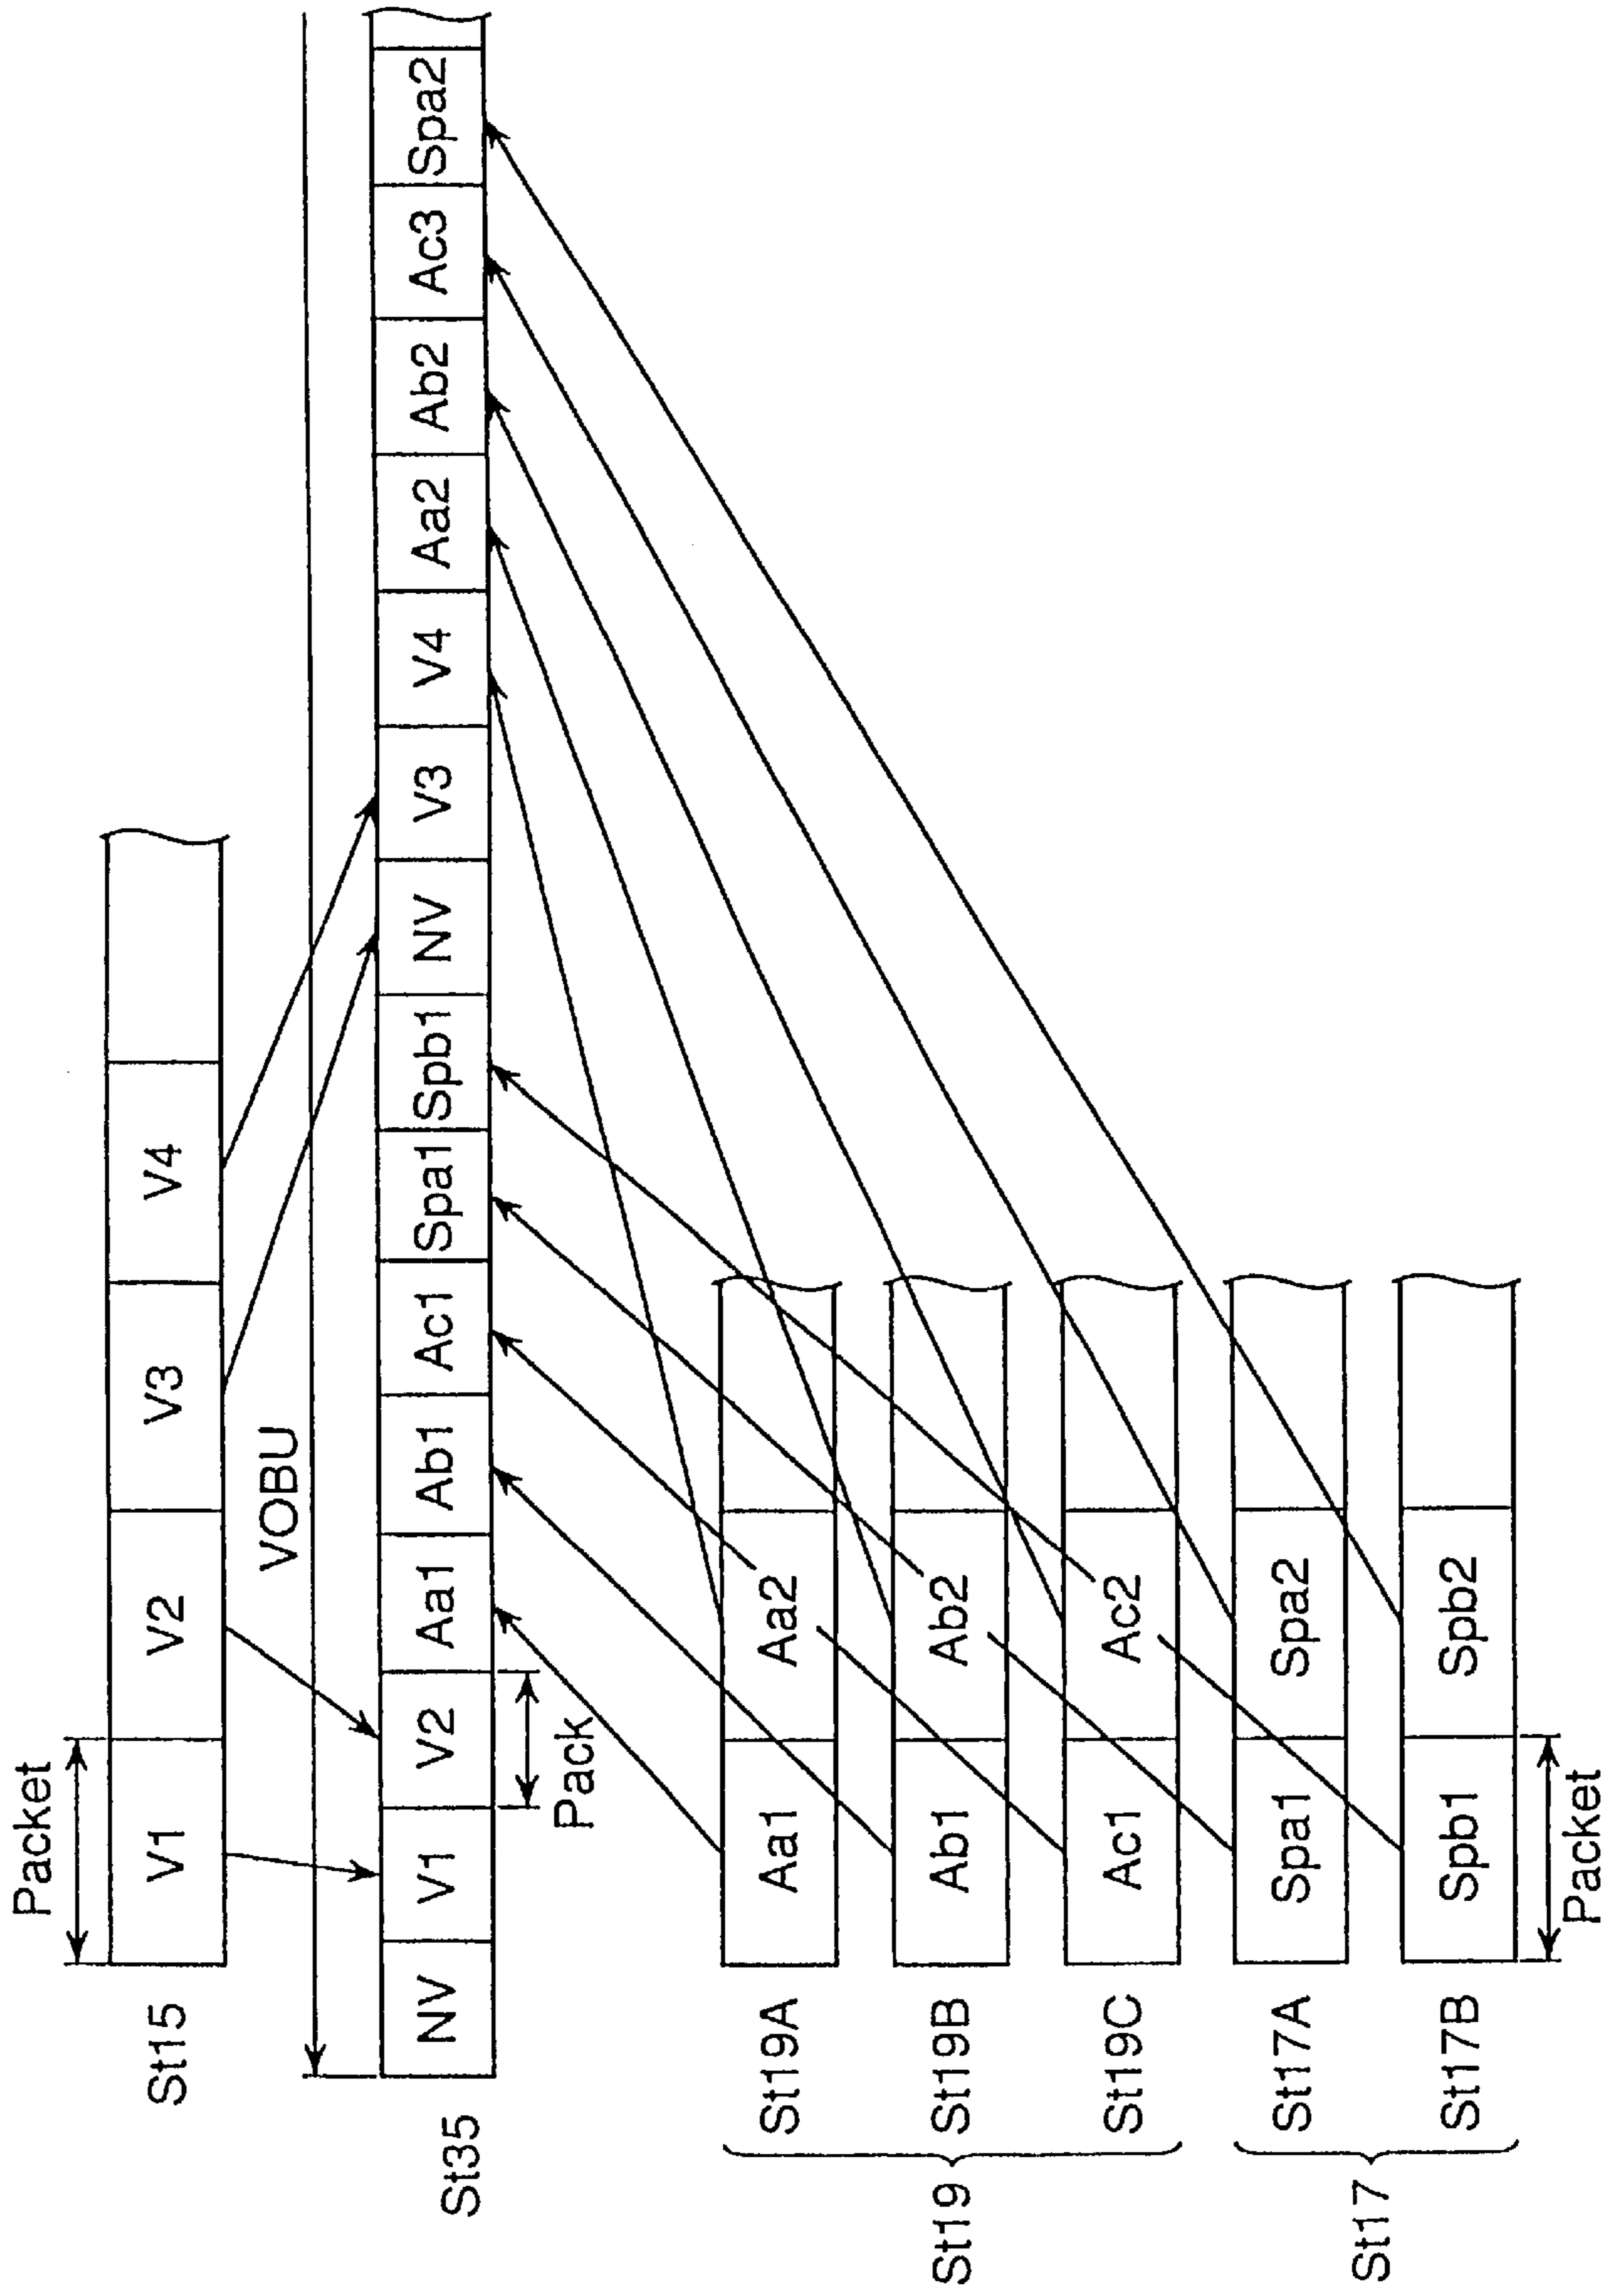 Packet
St15 V1 V2 V3 V4
VOBU
St35 NV V1 V2 Aa1 Ab1 Ac1 Spa1 Spb1 NV V3 V4 Aa2 Ab2 Ac3 Spa2
Pack
St19
St19A Aa1 Aa2
St19B Ab1 Ab2
St19C Ac1 Ac2
St17
St17A Spa1 Spa2
St17B Spb1 Spb2
Packet